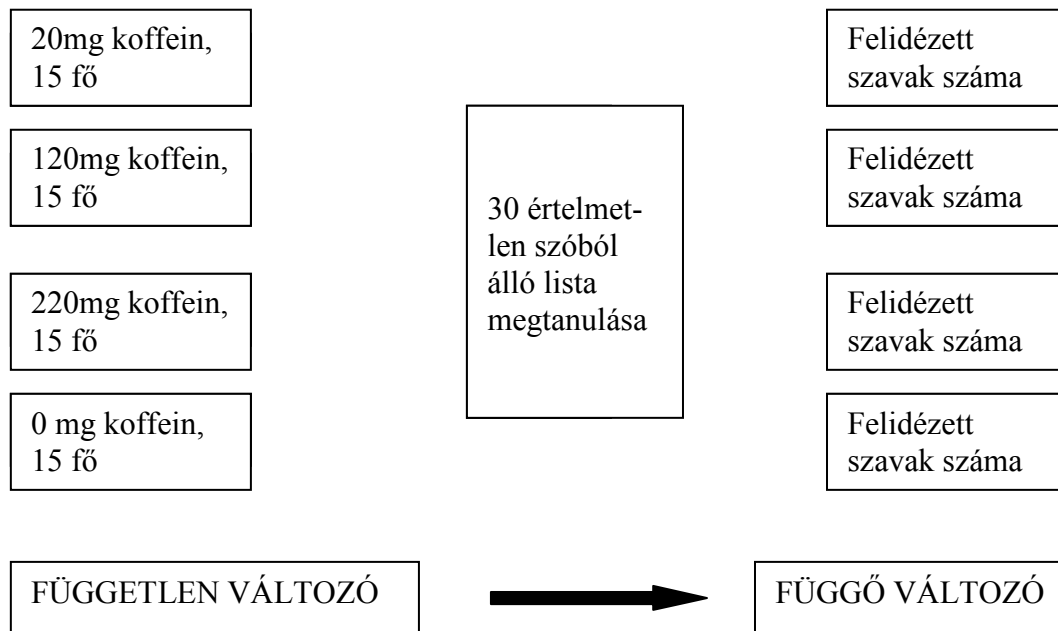 20mg koffein,
15 fő
Felidézett
szavak száma
120mg koffein,
15 fő
Felidézett
szavak száma
30 értelmet-
len szóból
álló lista
megtanulása
220mg koffein,
15 fő
Felidézett
szavak száma
0 mg koffein,
15 fő
Felidézett
szavak száma
FÜGGETLEN VÁLTOZÓ
FÜGGŐ VÁLTOZÓ